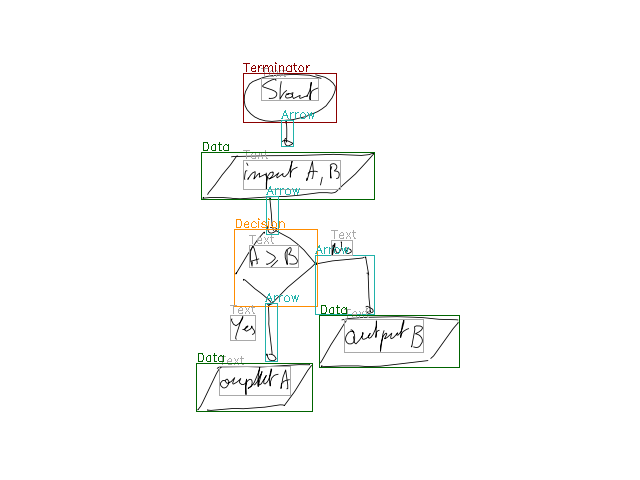 Terminator
Text
Start
Arrow
Data
Text
input A, B
Arrow
Decision
Text
A ≥ B
Text
No
Arrow
Arrow
Text
Yes
Data
Text
output B
Data
Text
A